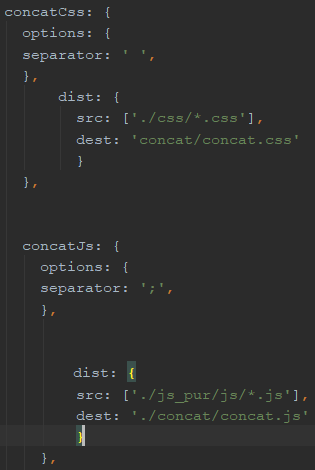 concatCss: {
options: {
separator: ' ',
},
dist: {
src: ['./css/*.css'],
dest: 'concat/concat.css'
}
},
concatJs: {
options: {
separator: ';',
},
dist: {
src: ['./js_pur/js/*.js'],
dest: './concat/concat.js'
}
},